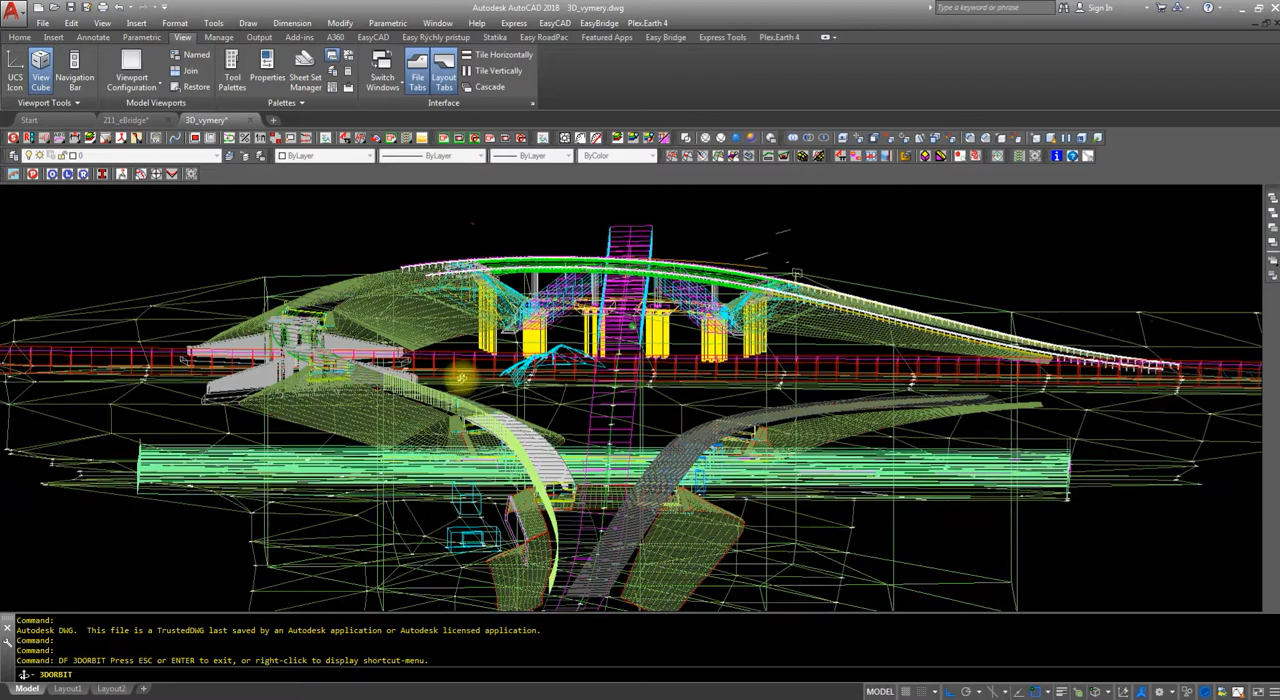 Autodesk AutoCAD 2018   3D_vymery.dwg
Type a keyword or phrase
Sign In
File Edit View Insert Format Tools Draw Dimension Modify Parametric Window Help Express EasyCAD EasyBridge Plex.Earth 4
Home Insert Annotate Parametric View Manage Output Add-ins A360 EasyCAD Easy Rýchly prístup Statika Easy RoadPac Featured Apps Easy Bridge Express Tools Plex.Earth 4
UCS Icon
View Cube
Navigation Bar
Viewport Configuration
Named
Join
Restore
Tool Palettes
Properties
Sheet Set Manager
Switch Windows
File Tabs
Layout Tabs
Tile Horizontally
Tile Vertically
Cascade
Viewport Tools Model Viewports Palettes Interface
Start 211_eBridge* 3D_vymery*
0 ByLayer ByLayer ByLayer ByColor
Command:
Autodesk DWG.  This file is a TrustedDWG last saved by an Autodesk application or Autodesk licensed application.
Command:
Command:
Command: DF 3DORBIT Press ESC or ENTER to exit, or right-click to display shortcut-menu.
3DORBIT
Model Layout1 Layout2 +
MODEL